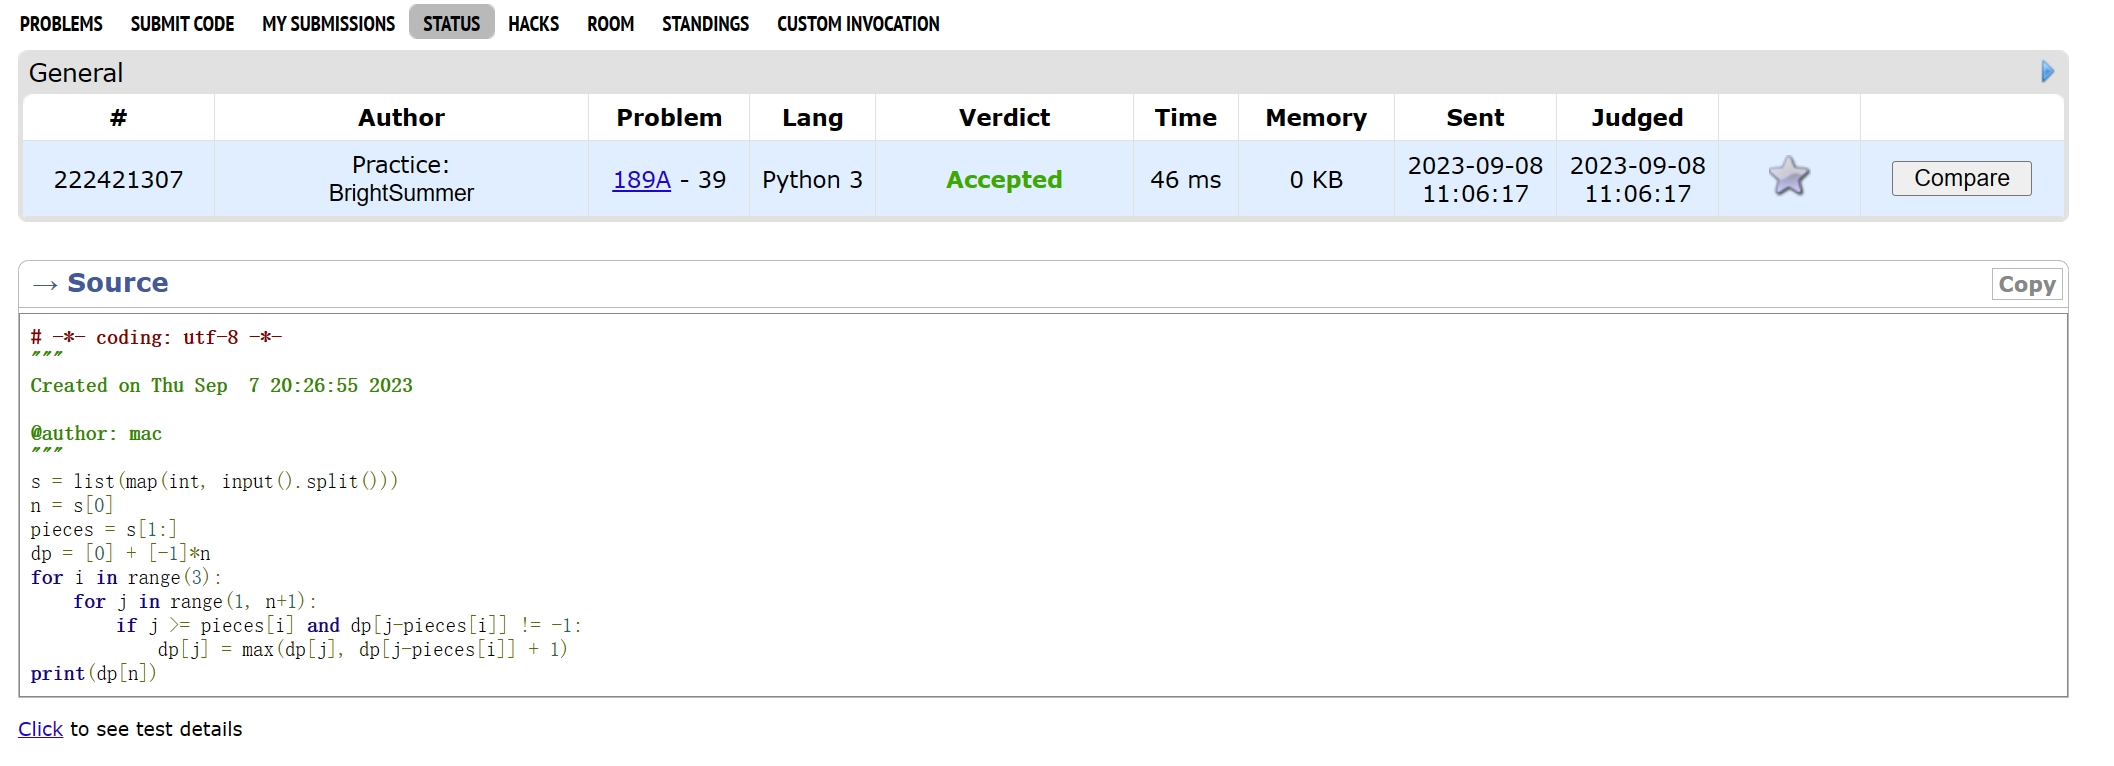 PROBLEMS SUBMIT CODE MY SUBMISSIONS STATUS HACKS ROOM STANDINGS CUSTOM INVOCATION
General
# Author Problem Lang Verdict Time Memory Sent Judged
222421307 Practice: BrightSummer 189A - 39 Python 3 Accepted 46 ms 0 KB 2023-09-08 11:06:17 2023-09-08 11:06:17 Compare
→ Source Copy
# -*- coding: utf-8 -*-
"""
Created on Thu Sep  7 20:26:55 2023

@author: mac
"""
s = list(map(int, input().split()))
n = s[0]
pieces = s[1:]
dp = [0] + [-1]*n
for i in range(3):
    for j in range(1, n+1):
        if j >= pieces[i] and dp[j-pieces[i]] != -1:
            dp[j] = max(dp[j], dp[j-pieces[i]] + 1)
print(dp[n])
Click to see test details